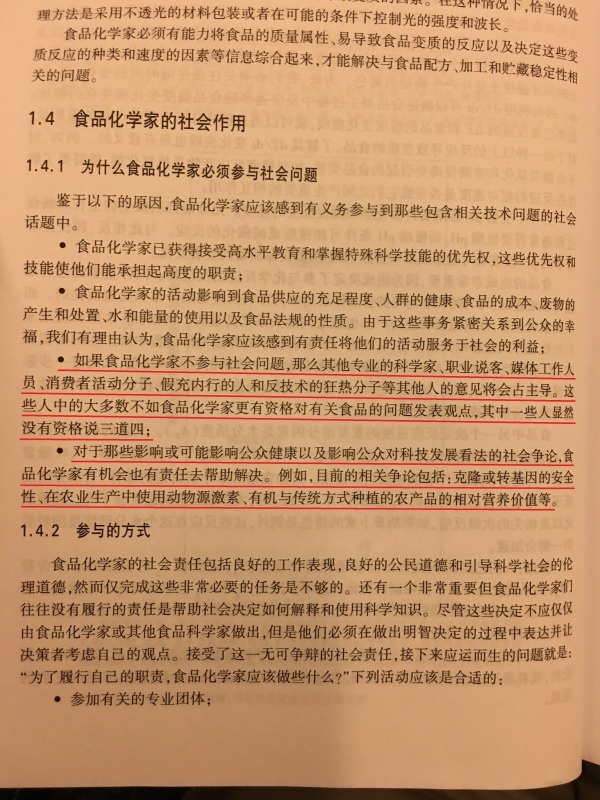 理方法是采用不透光的材料包装或者在可能的条件下控制光的强度和波长。
食品化学家必须有能力将食品的质量属性、易导致食品变质的反应以及决定这些变
质反应的种类和速度的因素等信息综合起来,才能解决与食品配方、加工和贮藏稳定性相
关的问题。
1.4 食品化学家的社会作用
1.4.1 为什么食品化学家必须参与社会问题
鉴于以下的原因,食品化学家应该感到有义务参与到那些包含相关技术问题的社会
话题中。
● 食品化学家已获得接受高水平教育和掌握特殊科学技能的优先权,这些优先权和
技能使他们能承担起高度的职责;
● 食品化学家的活动影响到食品供应的充足程度、人群的健康、食品的成本、废物的
产生和处置、水和能量的使用以及食品法规的性质。由于这些事务紧密关系到公众的幸
福,我们有理由认为,食品化学家应该感到有责任将他们的活动服务于社会的利益;
● 如果食品化学家不参与社会问题,那么其他专业的科学家、职业说客、媒体工作人
员、消费者活动分子、假充内行的人和反技术的狂热分子等其他人的意见将会占主导。这
些人中的大多数不如食品化学家更有资格对有关食品的问题发表观点,其中一些人显然
没有资格说三道四;
● 对于那些影响或可能影响公众健康以及影响公众对科技发展看法的社会争论,食
品化学家有机会也有责任去帮助解决。例如,目前的相关争论包括:克隆或转基因的安全
性、在农业生产中使用动物源激素、有机与传统方式种植的农产品的相对营养价值等。
1.4.2 参与的方式
食品化学家的社会责任包括良好的工作表现,良好的公民道德和引导科学社会的伦
理道德,然而仅完成这些非常必要的任务是不够的。还有一个非常重要但食品化学家们
往往没有履行的责任是帮助社会决定如何解释和使用科学知识。尽管这些决定不应仅仅
由食品化学家或其他食品科学家做出,但是他们必须在做出明智决定的过程中表达并让
决策者考虑自己的观点。接受了这一无可争辩的社会责任,接下来应运而生的问题就是:
“为了履行自己的职责,食品化学家应该做些什么?”下列活动应该是合适的:
● 参加有关的专业团体;